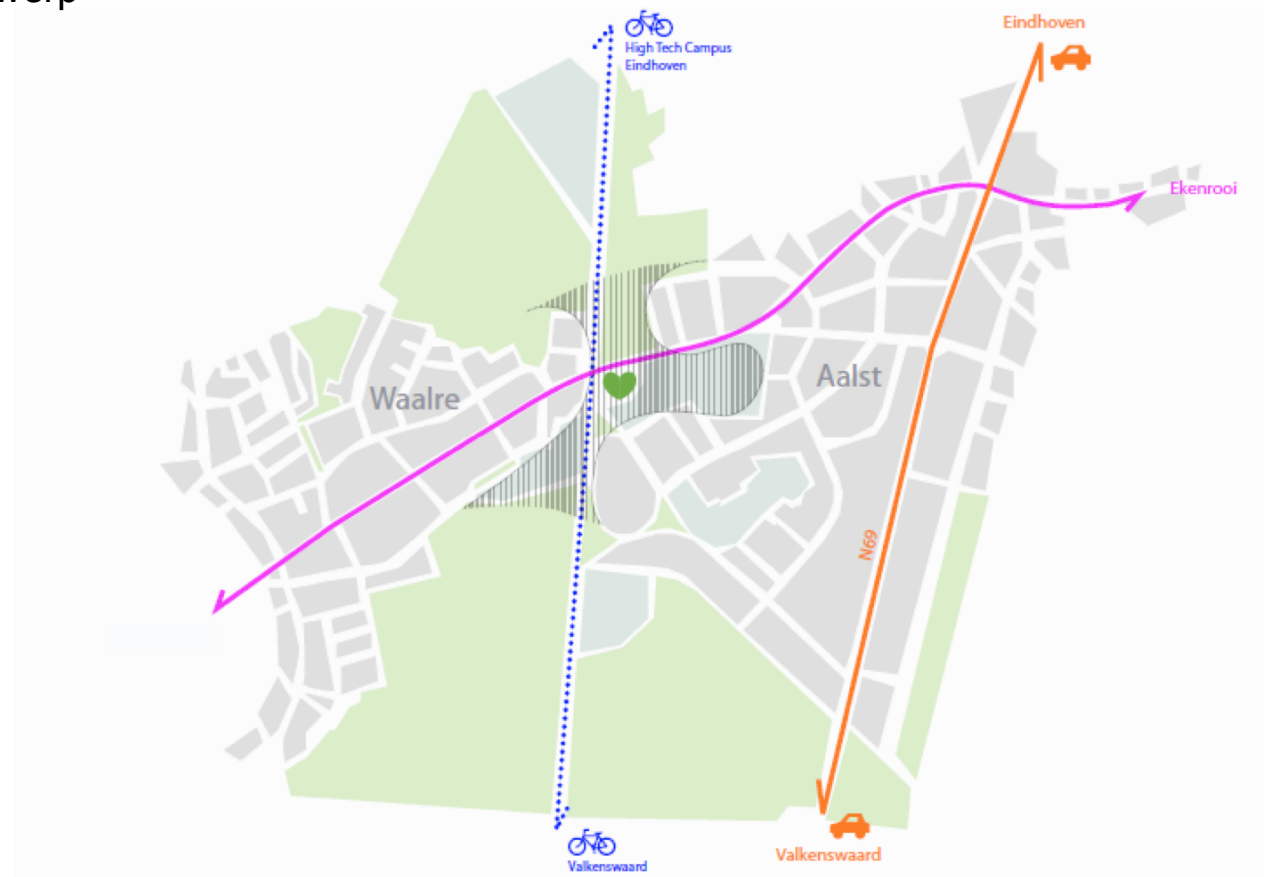 Eindhoven
High Tech Campus
Eindhoven
Ekenrooi
Waalre
Aalst
N69
Valkenswaard
Valkenswaard